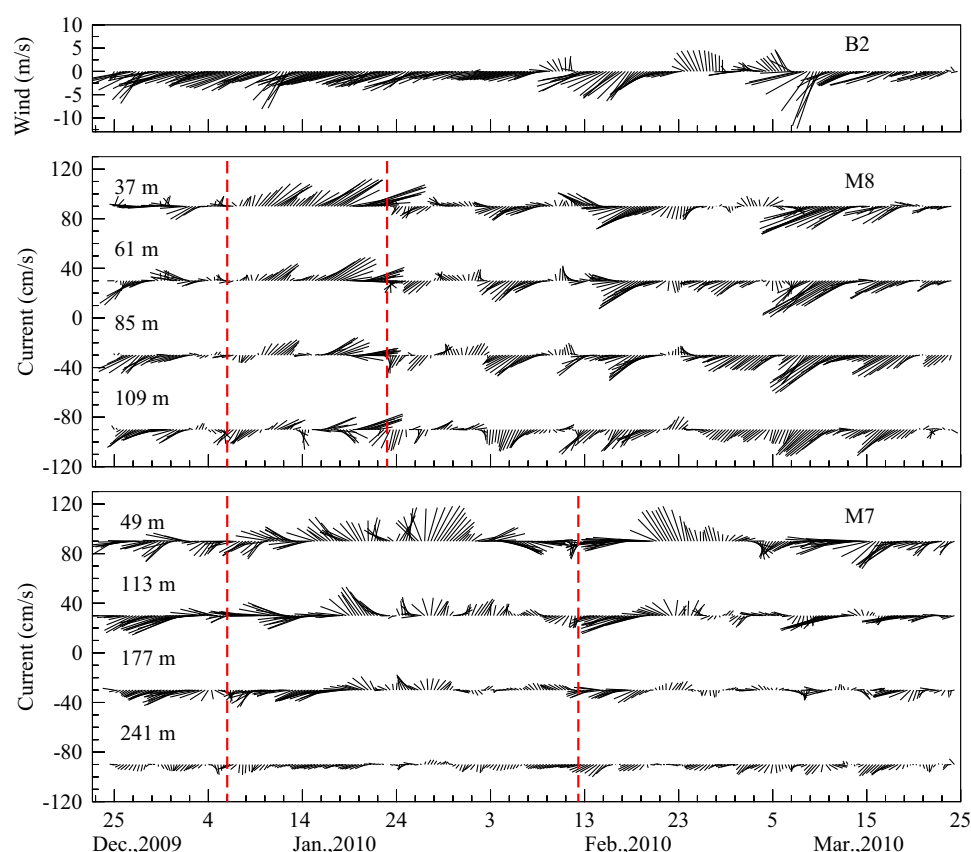 10
5
0
-5
-10
Wind (m/s)
B2
120
80
40
0
-40
-80
-120
Current (cm/s)
37 m
61 m
85 m
109 m
M8
120
80
40
0
-40
-80
-120
Current (cm/s)
49 m
113 m
177 m
241 m
M7
25 4 14 24 3 13 23 5 15 25
Dec.,2009 Jan.,2010 Feb.,2010 Mar.,2010